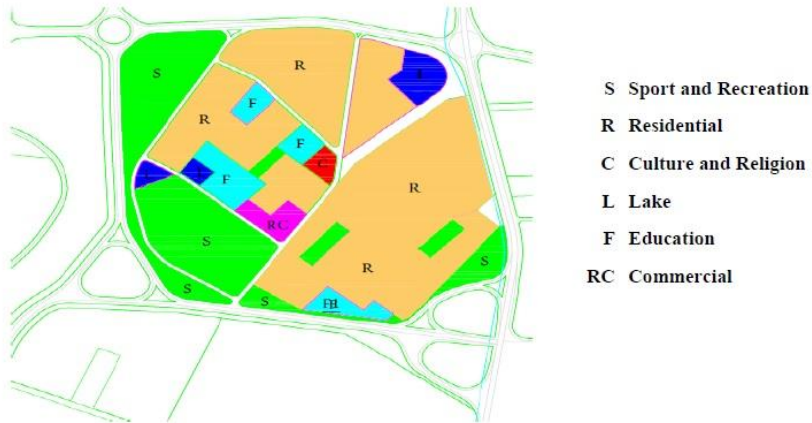 S
R
R
F
F
C
F
R
S
RC
R
S
S
S
S Sport and Recreation
R Residential
C Culture and Religion
L Lake
F Education
RC Commercial